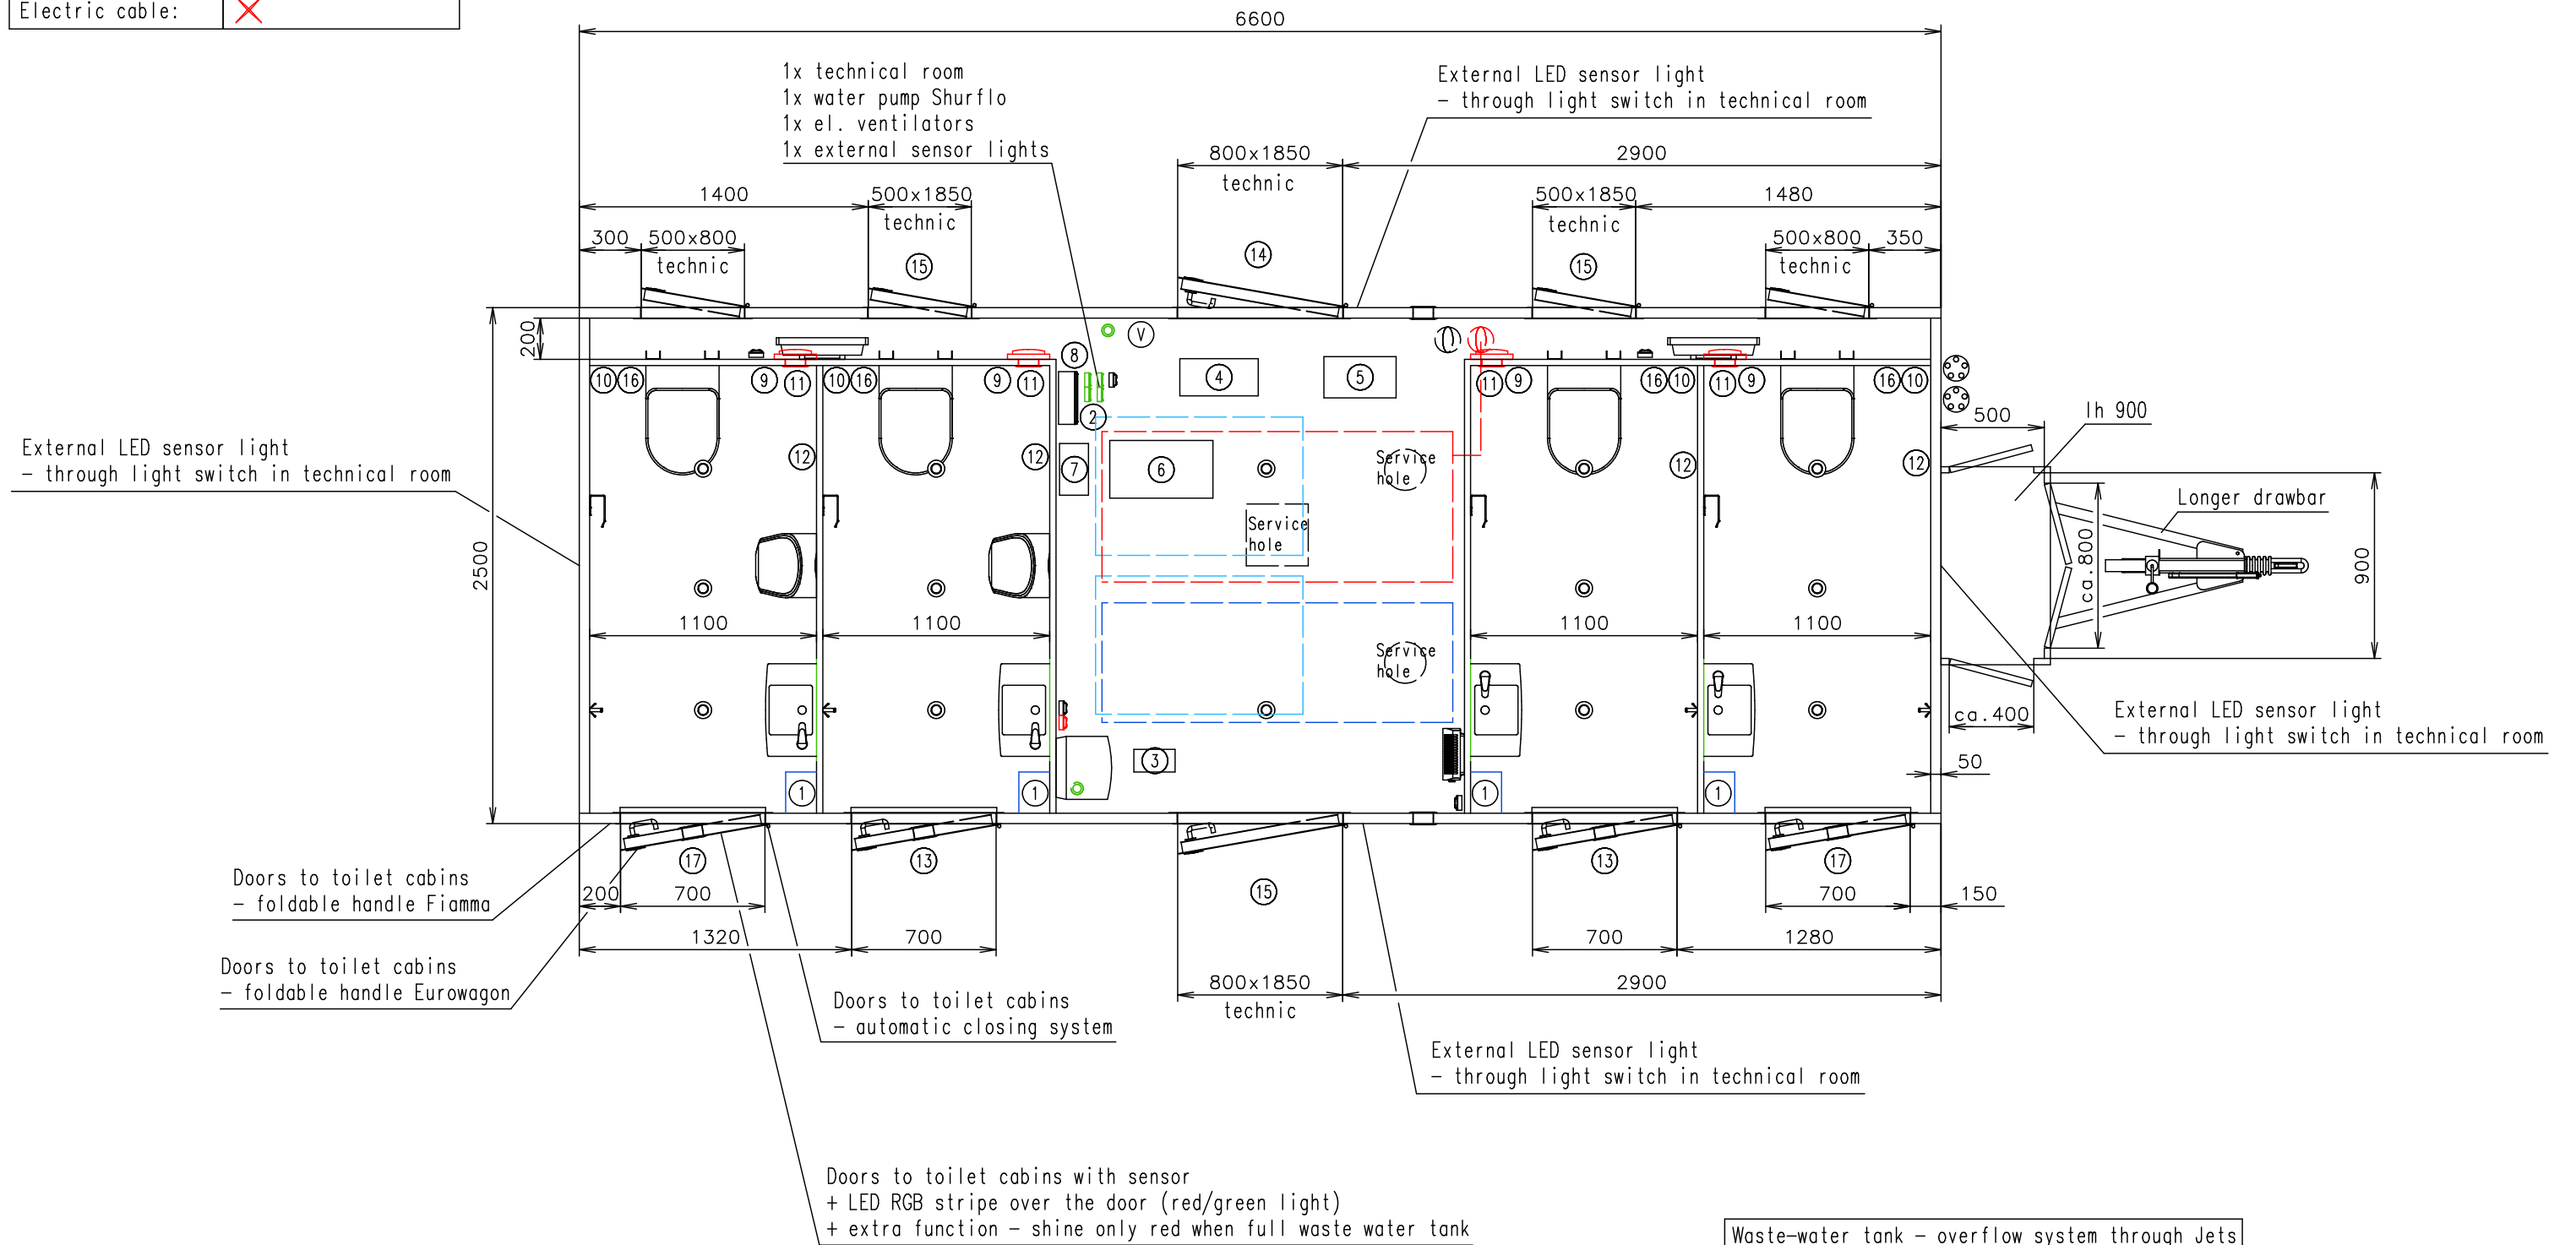 Electric cable:
6600
1x technical room
1x water pump Shurflo
1x el. ventilators
1x external sensor lights
External LED sensor light
- through light switch in technical room
800x1850
technic
2900
1400
500x1850
technic
500x1850
technic
1480
300
500x800
technic
15
14
15
500x800
technic
350
200
V
8
4
5
10 16 9 11 10 16 9 11
11 9 16 10 11 9 16 10
2
500
lh 900
External LED sensor light
- through light switch in technical room
12
12
7
6
Service
hole
12
12
Longer drawbar
Service
hole
2500
ca.800
900
1100
1100
1100
1100
Service
hole
ca.400
External LED sensor light
- through light switch in technical room
3
50
1
1
1
1
17
13
13
17
Doors to toilet cabins
- foldable handle Fiamma
200
700
15
700
150
1320
700
700
1280
Doors to toilet cabins
- foldable handle Eurowagon
800x1850
technic
2900
Doors to toilet cabins
- automatic closing system
External LED sensor light
- through light switch in technical room
Doors to toilet cabins with sensor
+ LED RGB stripe over the door (red/green light)
+ extra function - shine only red when full waste water tank
Waste-water tank - overflow system through Jets